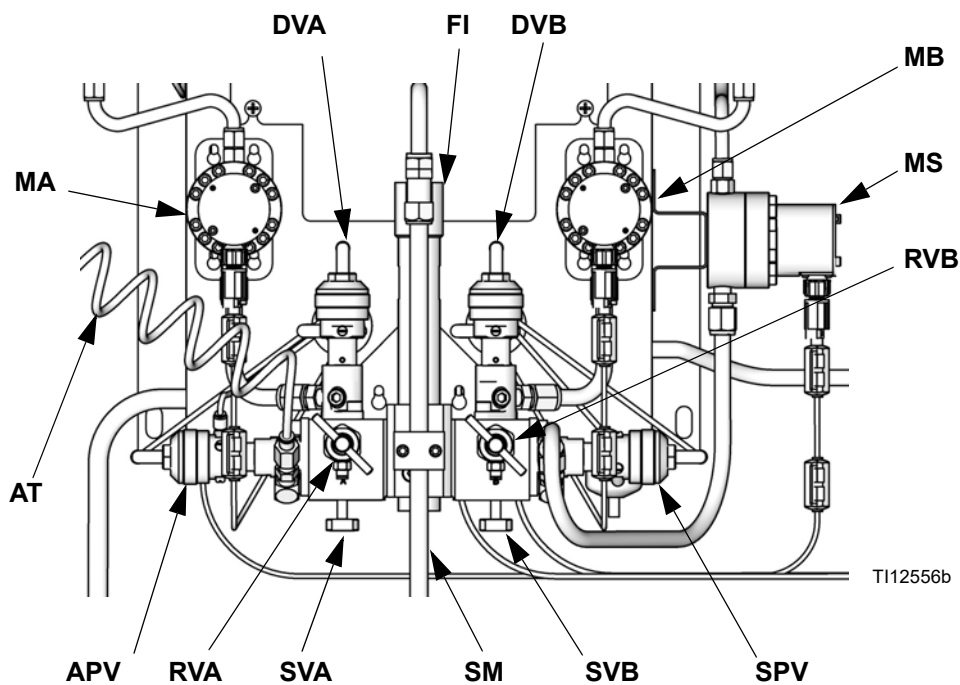 DVA FI DVB
MB
MA
MS
RVB
AT
TI12556b
APV RVA SVA SM SVB SPV